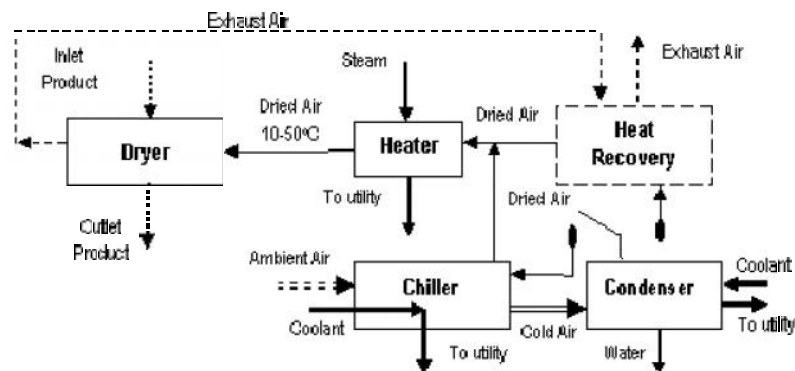 Exhaust Air
Inlet
Product
Steam
Exhaust Air
Dried Air
10-50°C
Dried Air
Heat
Recovery
Dryer
Heater
To utility
Dried Air
Outlet
Product
Ambient Air
Chiller
Condenser
Coolant
Coolant
To utility
Cold Air
Water
To utility